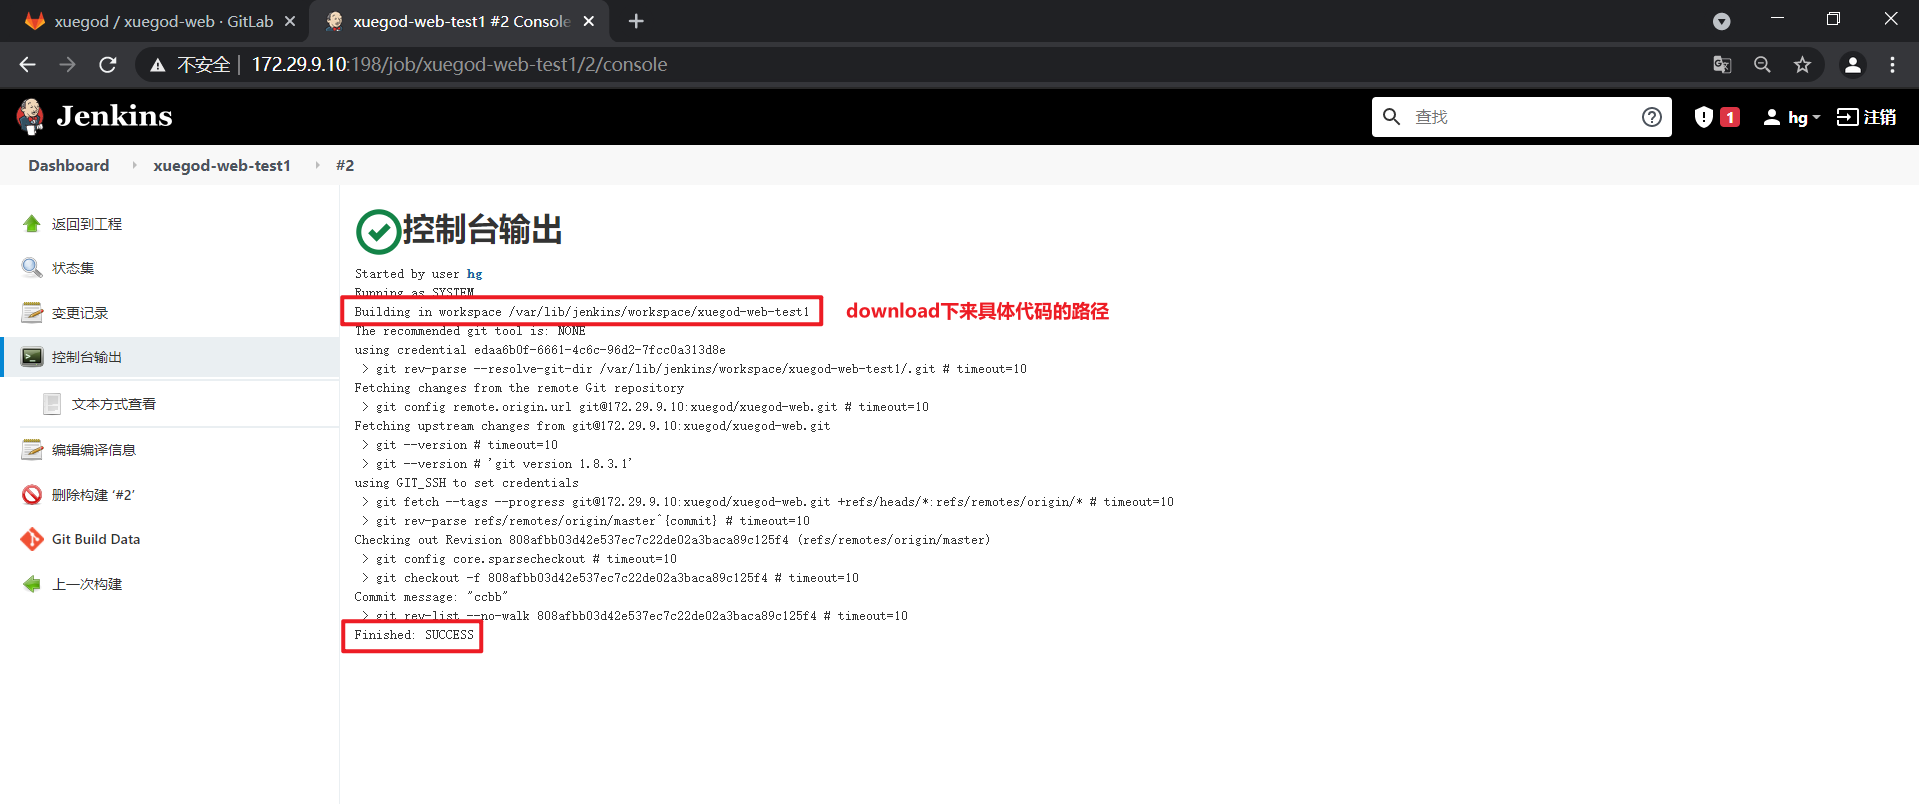 xuegod / xuegod-web · GitLab
xuegod-web-test1 #2 Console
不安全 | 172.29.9.10:198/job/xuegod-web-test1/2/console
Jenkins
查找
1
hg
注销
Dashboard
xuegod-web-test1
#2
返回到工程
状态集
变更记录
控制台输出
文本方式查看
编辑编译信息
删除构建 ‘#2’
Git Build Data
上一次构建
控制台输出
Started by user hg
Running as SYSTEM
Building in workspace /var/lib/jenkins/workspace/xuegod-web-test1
download下来具体代码的路径
The recommended git tool is: NONE
using credential edaa6b0f-6661-4c6c-96d2-7fcc0a313d8e
> git rev-parse --resolve-git-dir /var/lib/jenkins/workspace/xuegod-web-test1/.git # timeout=10
Fetching changes from the remote Git repository
> git config remote.origin.url git@172.29.9.10:xuegod/xuegod-web.git # timeout=10
Fetching upstream changes from git@172.29.9.10:xuegod/xuegod-web.git
> git --version # timeout=10
> git --version # 'git version 1.8.3.1'
using GIT_SSH to set credentials
> git fetch --tags --progress git@172.29.9.10:xuegod/xuegod-web.git +refs/heads/*:refs/remotes/origin/* # timeout=10
> git rev-parse refs/remotes/origin/master^{commit} # timeout=10
Checking out Revision 808afbb03d42e537ec7c22de02a3baca89c125f4 (refs/remotes/origin/master)
> git config core.sparsecheckout # timeout=10
> git checkout -f 808afbb03d42e537ec7c22de02a3baca89c125f4 # timeout=10
Commit message: "ccbb"
> git rev-list --no-walk 808afbb03d42e537ec7c22de02a3baca89c125f4 # timeout=10
Finished: SUCCESS